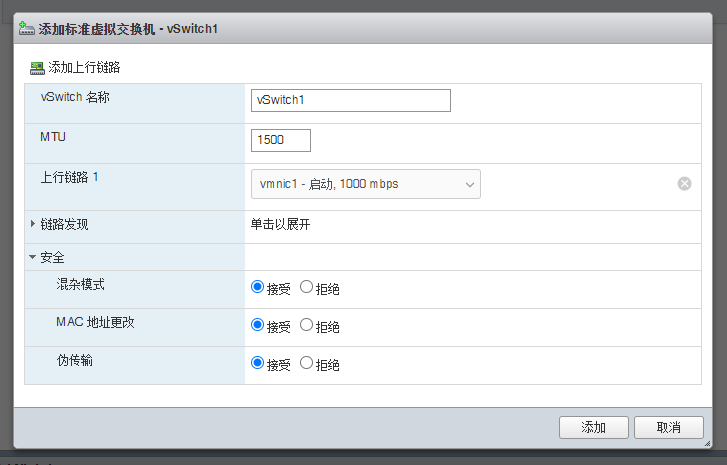 添加标准虚拟交换机 - vSwitch1
添加上行链路
vSwitch 名称 vSwitch1
MTU 1500
上行链路 1 vmnic1 - 启动, 1000 mbps
链路发现 单击以展开
安全
混杂模式 接受 拒绝
MAC 地址更改 接受 拒绝
伪传输 接受 拒绝
添加 取消